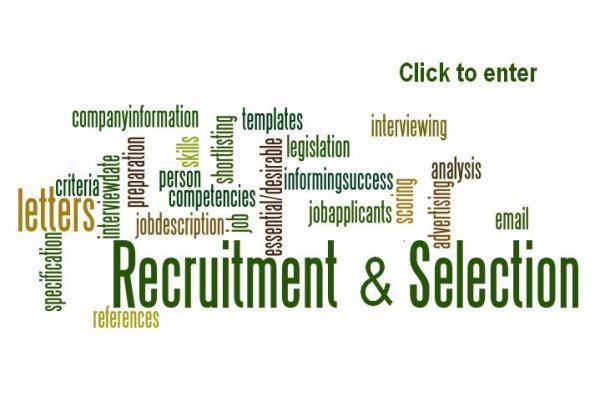 Click to enter
companyinformation
templates
interviewing
skills
shortlisting
preparation
legislation
essential/desirable
analysis
criteria
interviewdate
person
informingsuccess
competencies
scoring
advertising
letters
jobdescription
job
jobapplicants
email
specification
Recruitment & Selection
references